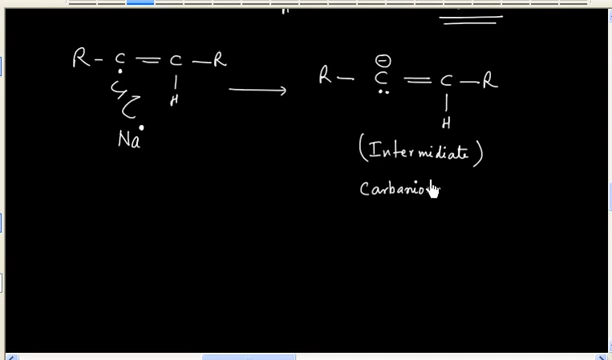 R - C = C - R
H
Na
R - C = C - R
H
(Intermidiate)
Carbanio